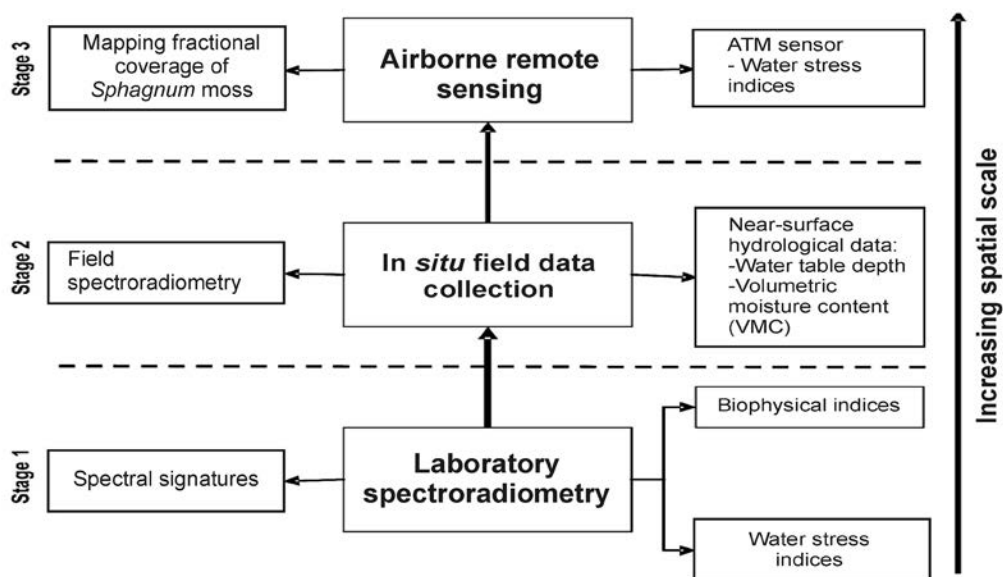 Stage 3
Mapping fractional
coverage of
Sphagnum moss
Airborne remote
sensing
ATM sensor
- Water stress
indices
Stage 2
Field
spectroradiometry
In situ field data
collection
Near-surface
hydrological data:
-Water table depth
-Volumetric
moisture content
(VMC)
Stage 1
Spectral signatures
Laboratory
spectroradiometry
Biophysical indices
Water stress
indices
Increasing spatial scale